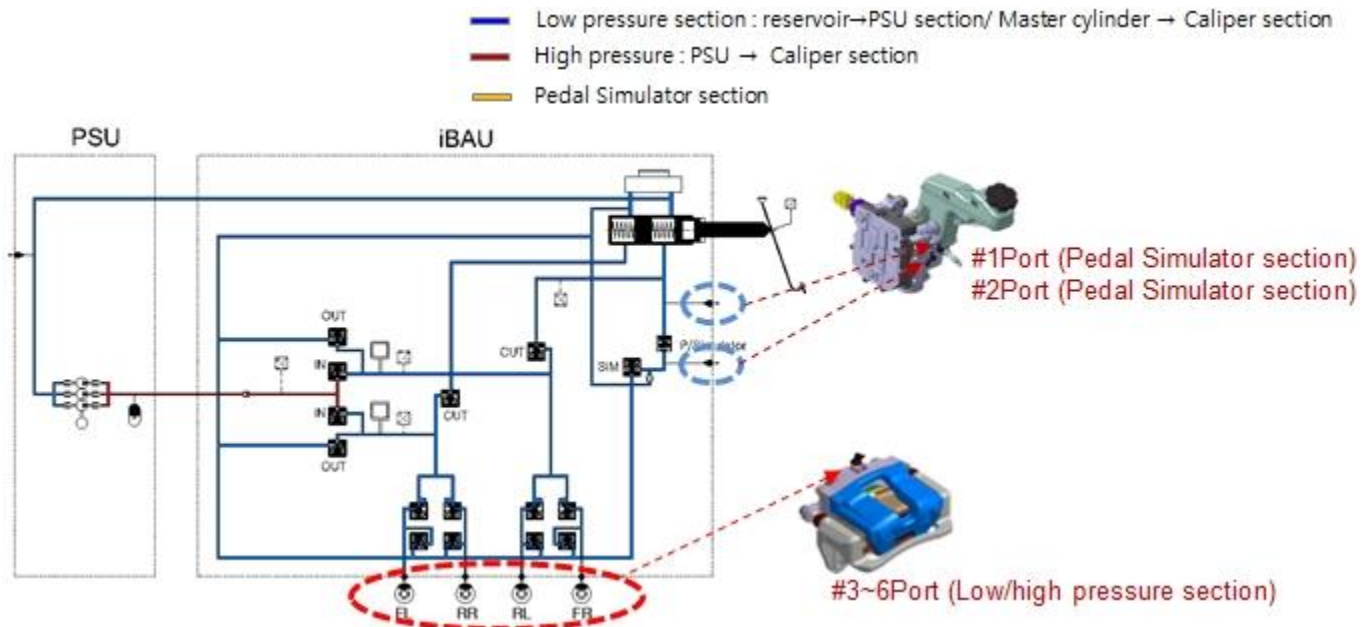 Low pressure section : reservoir→PSU section/ Master cylinder → Caliper section
High pressure : PSU → Caliper section
Pedal Simulator section
PSU
iBAU
#1Port (Pedal Simulator section)
#2Port (Pedal Simulator section)
OUT
CUT
P/Simulator
SIM
IN
IN
OUT
OUT
#3~6Port (Low/high pressure section)
FL
RR
RL
FR